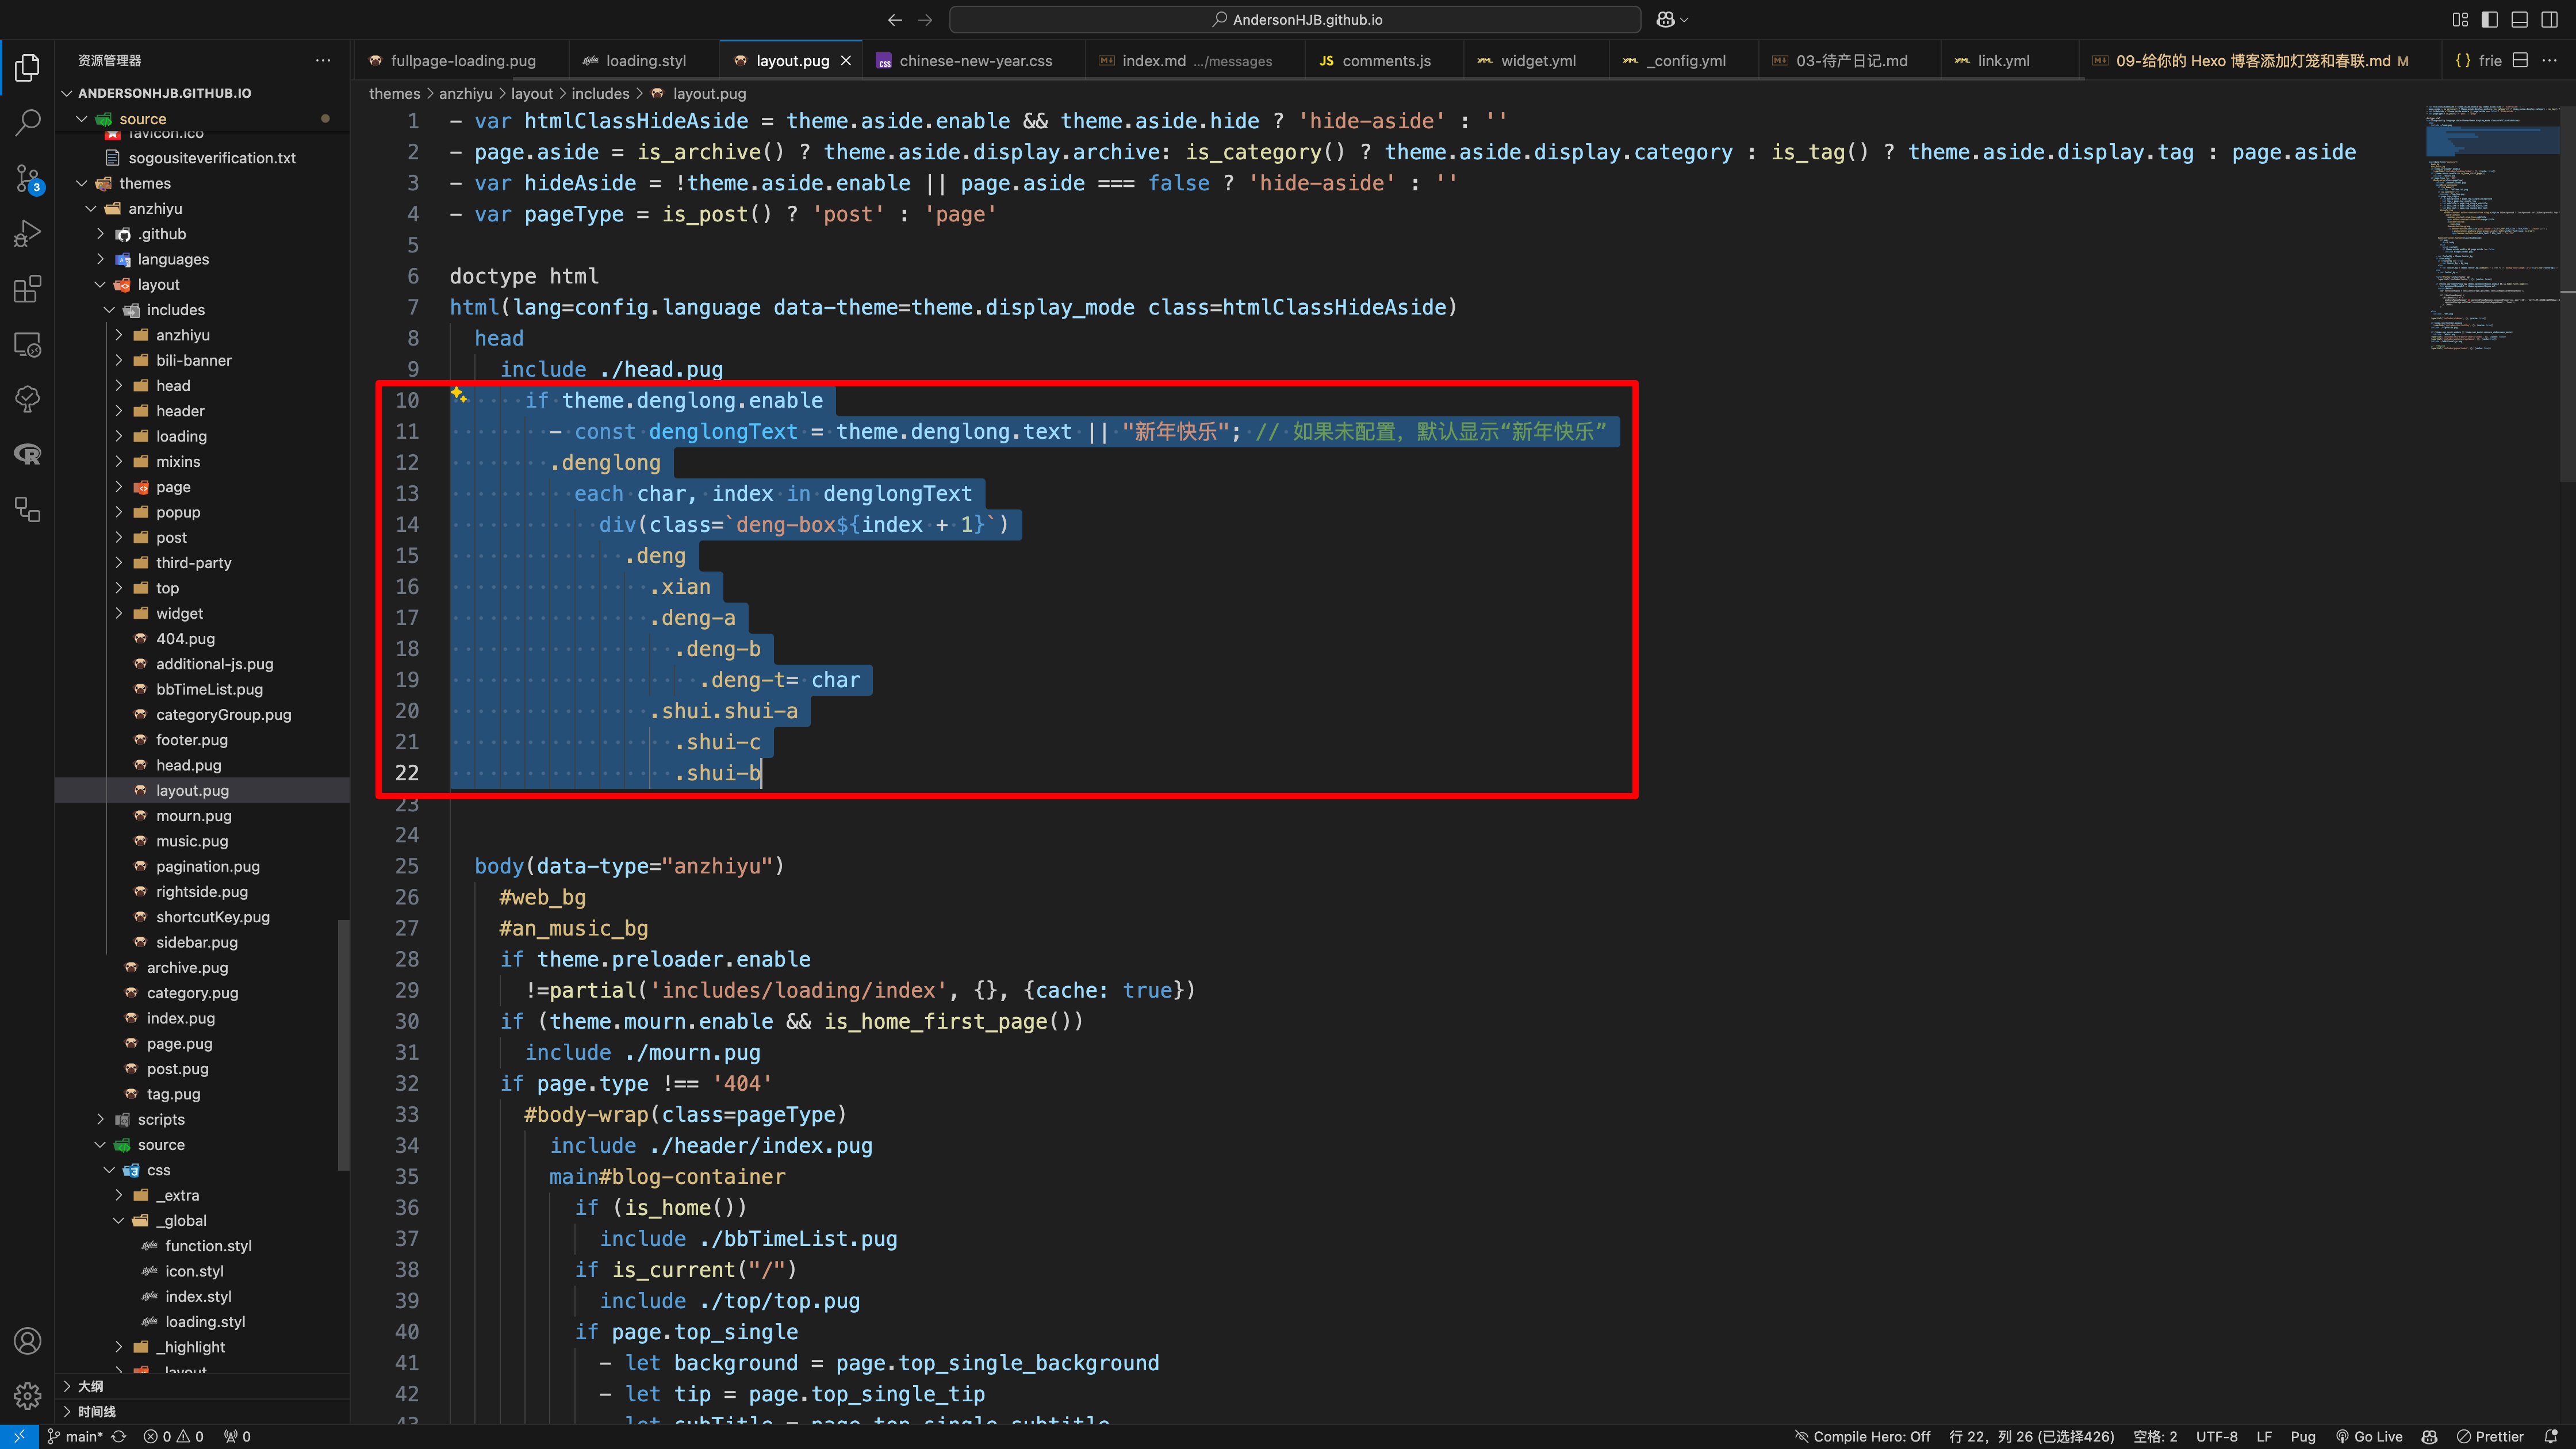 AndersonHJB.github.io
资源管理器
ANDERSONHJB.GITHUB.IO
source
favicon.ico
sogousiteverification.txt
themes
anzhiyu
.github
languages
layout
includes
anzhiyu
bili-banner
head
header
loading
mixins
page
popup
post
third-party
top
widget
404.pug
additional-js.pug
bbTimeList.pug
categoryGroup.pug
footer.pug
head.pug
layout.pug
mourn.pug
music.pug
pagination.pug
rightside.pug
shortcutKey.pug
sidebar.pug
archive.pug
category.pug
index.pug
page.pug
post.pug
tag.pug
scripts
source
css
_extra
_global
function.styl
icon.styl
index.styl
loading.styl
_highlight
_layout
大纲
时间线
3
fullpage-loading.pug
loading.styl
layout.pug
css chinese-new-year.css
index.md .../messages
JS comments.js
widget.yml
_config.yml
03-待产日记.md
link.yml
09-给你的 Hexo 博客添加灯笼和春联.md M
{} frie
themes > anzhiyu > layout > includes > layout.pug
1 - var htmlClassHideAside = theme.aside.enable && theme.aside.hide ? 'hide-aside' : ''
2 - page.aside = is_archive() ? theme.aside.display.archive: is_category() ? theme.aside.display.category : is_tag() ? theme.aside.display.tag : page.aside
3 - var hideAside = !theme.aside.enable || page.aside === false ? 'hide-aside' : ''
4 - var pageType = is_post() ? 'post' : 'page'
5
6 doctype html
7 html(lang=config.language data-theme=theme.display_mode class=htmlClassHideAside)
8 head
9 include ./head.pug
10 if theme.denglong.enable
11 - const denglongText = theme.denglong.text || "新年快乐"; // 如果未配置，默认显示“新年快乐”
12 .denglong
13 each char, index in denglongText
14 div(class=`deng-box${index + 1}`)
15 .deng
16 .xian
17 .deng-a
18 .deng-b
19 .deng-t= char
20 .shui.shui-a
21 .shui-c
22 .shui-b
23
24
25 body(data-type="anzhiyu")
26 #web_bg
27 #an_music_bg
28 if theme.preloader.enable
29 !=partial('includes/loading/index', {}, {cache: true})
30 if (theme.mourn.enable && is_home_first_page())
31 include ./mourn.pug
32 if page.type !== '404'
33 #body-wrap(class=pageType)
34 include ./header/index.pug
35 main#blog-container
36 if (is_home())
37 include ./bbTimeList.pug
38 if is_current("/")
39 include ./top/top.pug
40 if page.top_single
41 - let background = page.top_single_background
42 - let tip = page.top_single_tip
43 - let subTitle = page.top_single_subtitle
main* 0 0 0
Compile Hero: Off
行 22，列 26 (已选择426)
空格: 2
UTF-8
LF
Pug
Go Live
Prettier